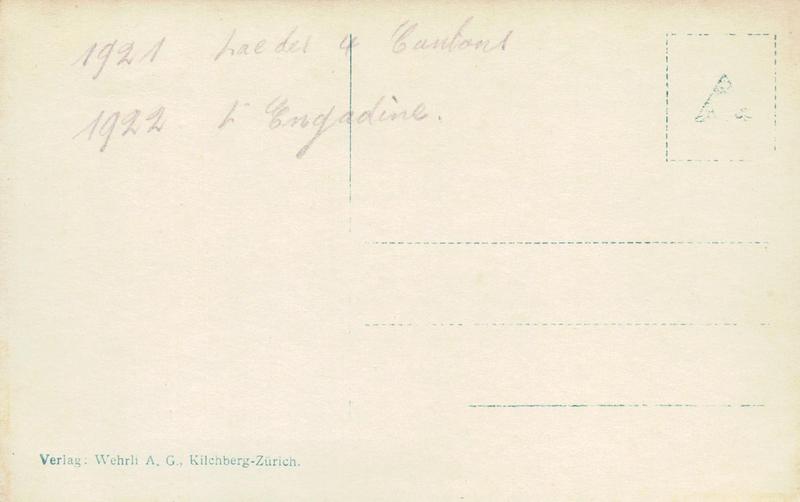 1921 Lac des 4 Cantons
1922 L'Engadine.
Verlag: Wehrli A. G., Kilchberg-Zürich.